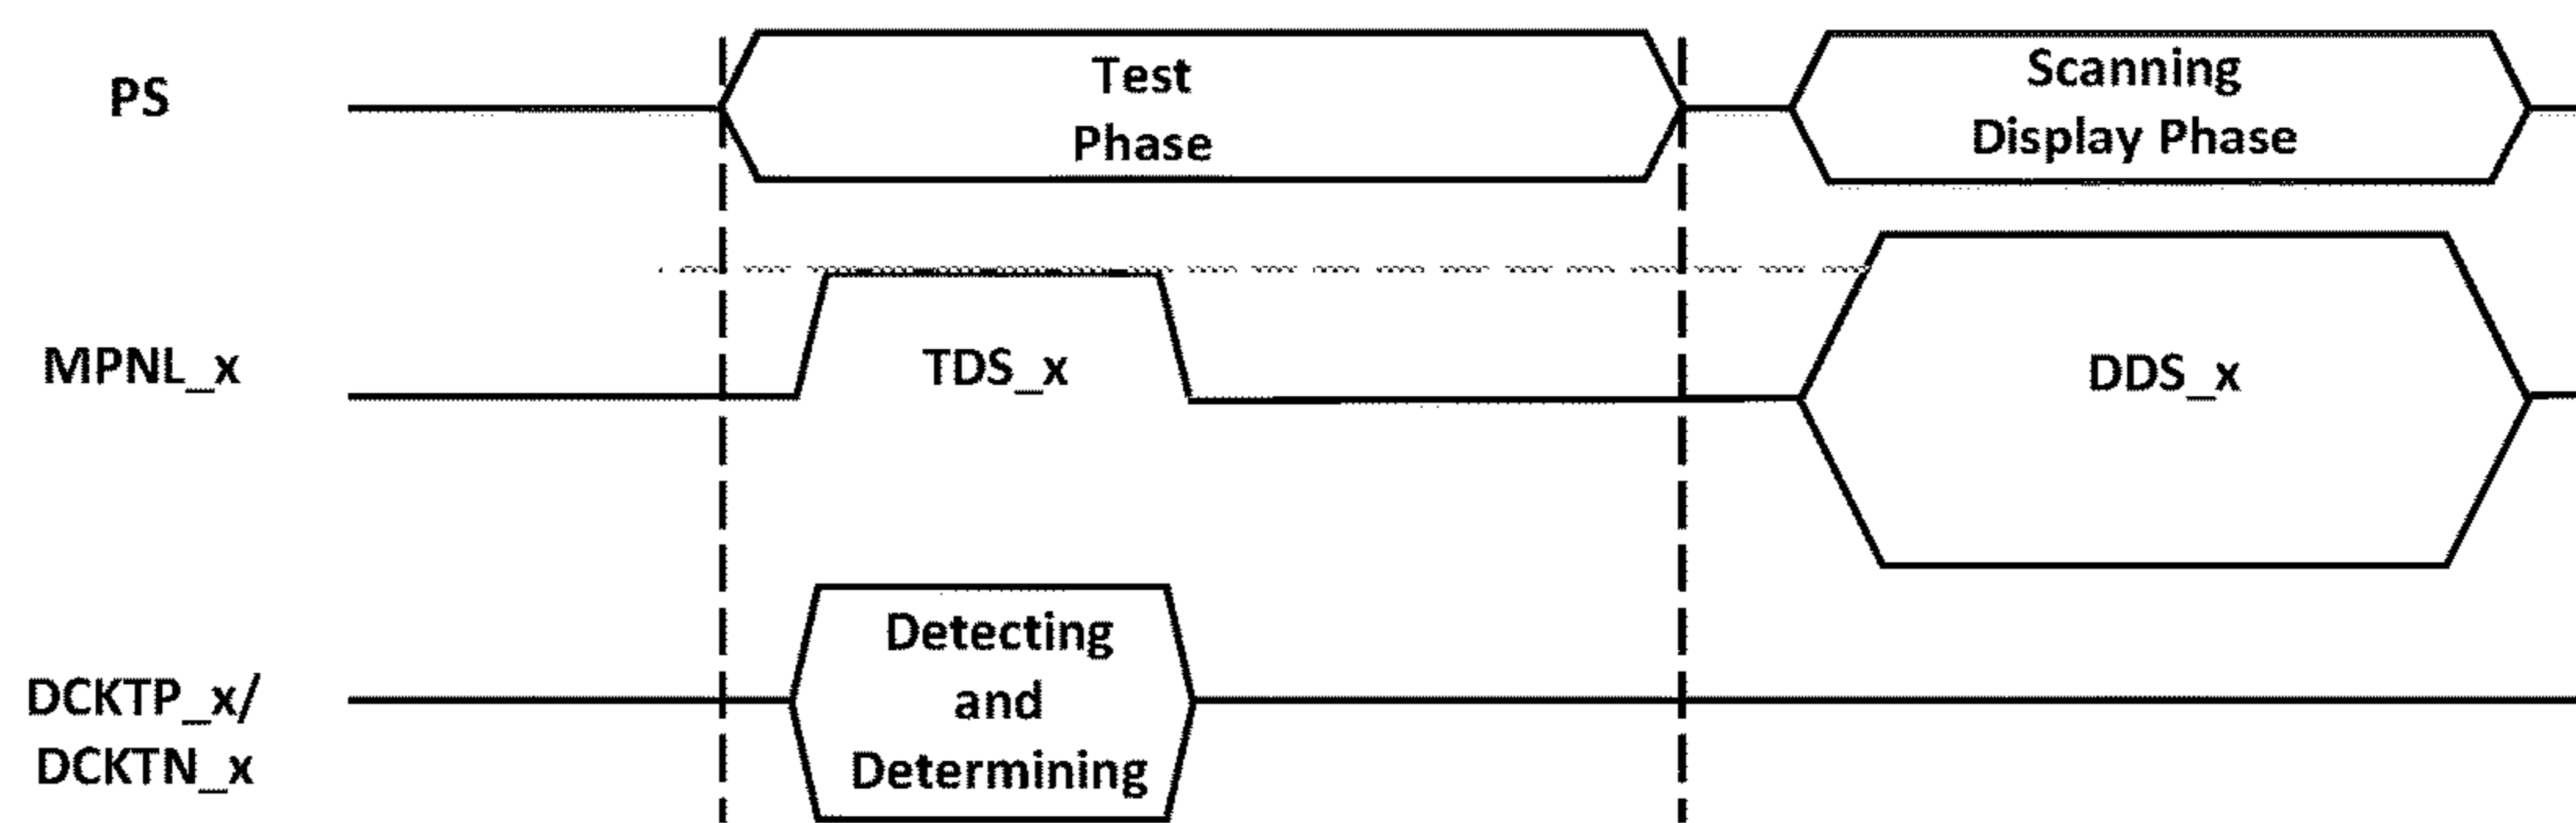 PS
Test
Phase
Scanning
Display Phase
MPNL_x
TDS_x
DDS_x
DCKTP_x/
DCKTN_x
Detecting
and
Determining